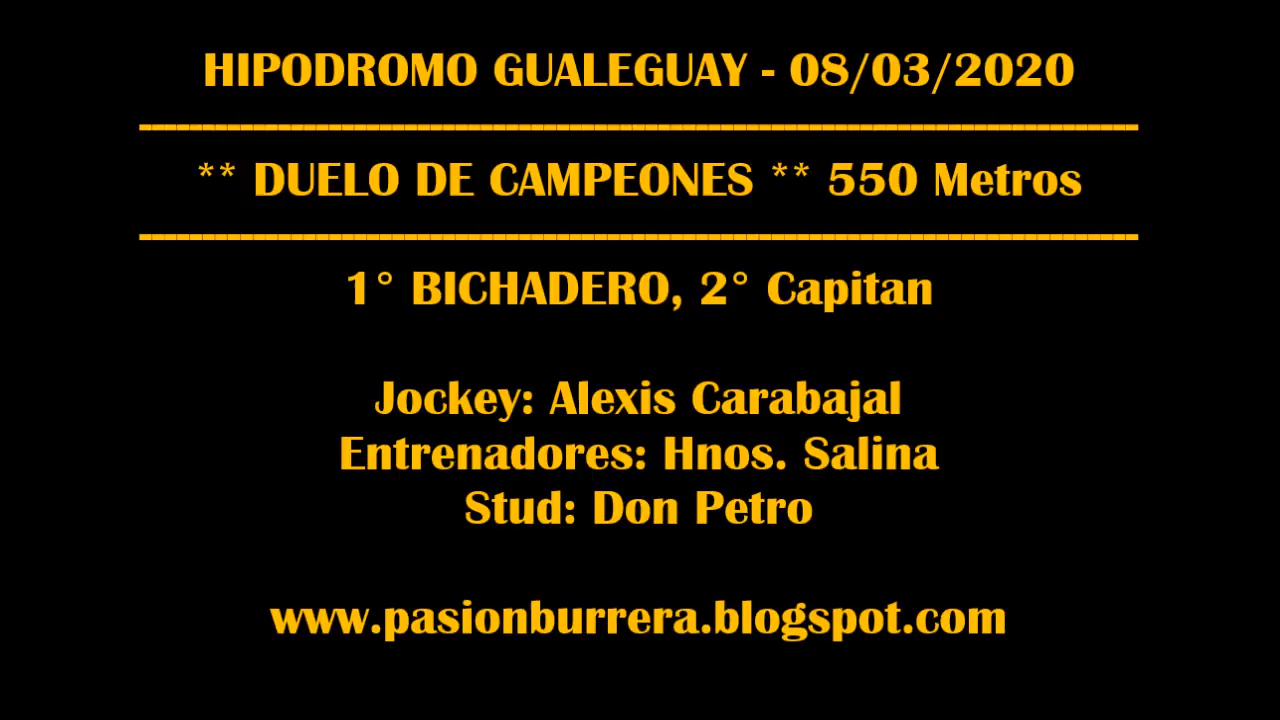 HIPODROMO GUALEGUAY - 08/03/2020
** DUELO DE CAMPEONES ** 550 Metros
1° BICHADERO, 2° Capitan
Jockey: Alexis Carabajal
Entrenadores: Hnos. Salina
Stud: Don Petro
www.pasionburrera.blogspot.com